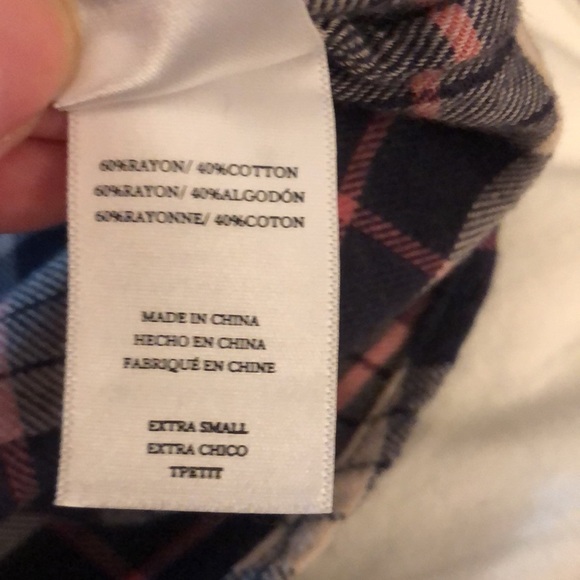 60%RAYON/ 40%COTTON
60%RAYON/ 40%ALGODÓN
60%RAYONNE/ 40%COTON
MADE IN CHINA
HECHO EN CHINA
FABRIQUÉ EN CHINE
EXTRA SMALL
EXTRA CHICO
TPETIT